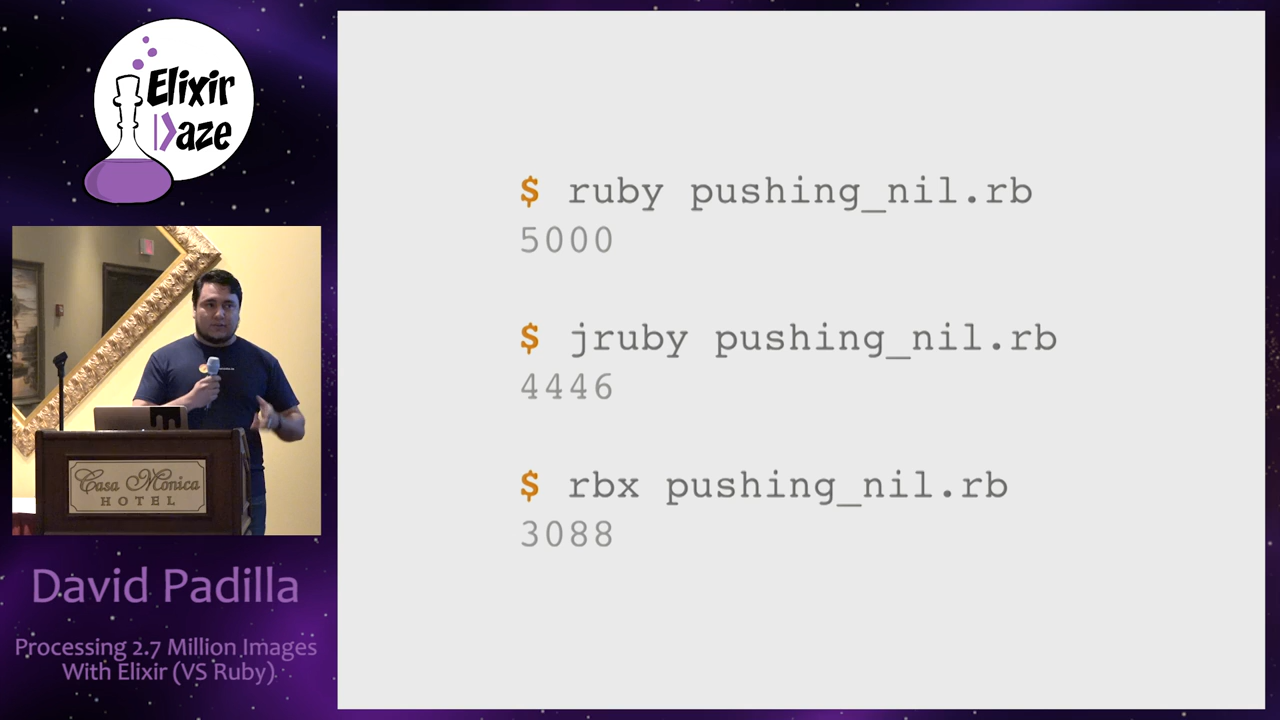 Elixir
Daze
$ ruby pushing_nil.rb
5000
$ jruby pushing_nil.rb
4446
$ rbx pushing_nil.rb
3088
Casa Monica
HOTEL
David Padilla
Processing 2.7 Million Images
With Elixir (VS Ruby)